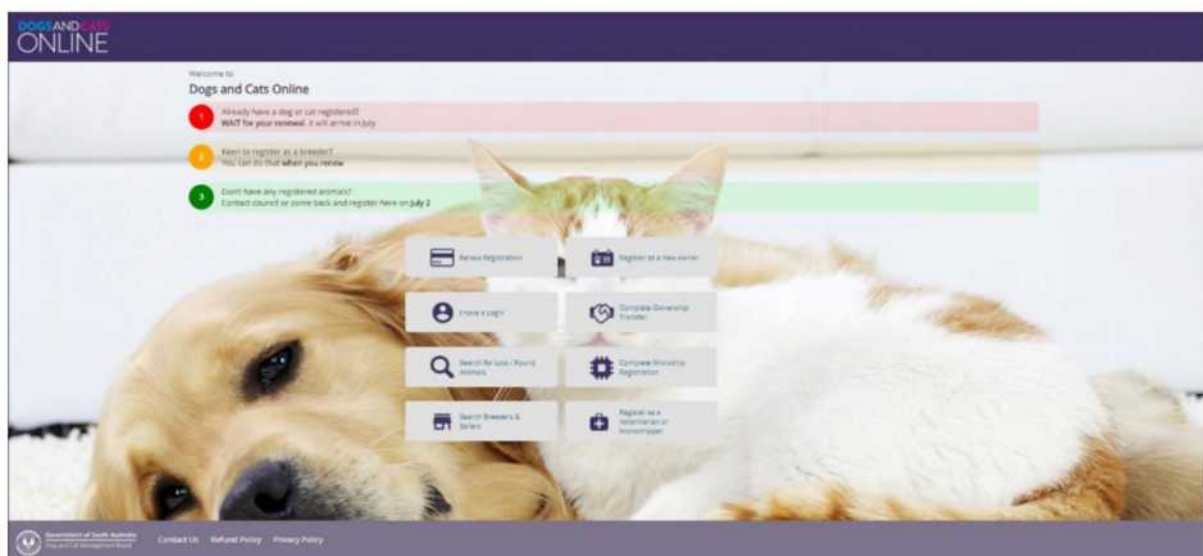 DOGSANDCATS
ONLINE
Welcome to
Dogs and Cats Online
1
Already have a dog or cat registered?
WAIT for your renewal. It will arrive in July
2
Keen to register as a breeder?
You can do that when you renew
3
Don't have any registered animals?
Contact council or come back and register here on July 2
Renew Registration
Register as a new owner
I have a Login
Complete Ownership
Transfer
Search for Lost / Found
Animals
Complete Microchip
Registration
Search Breeders &
Sellers
Register as a
Veterinarian or
Microchipper
Government of South Australia
Dog and Cat Management Board
Contact Us
Refund Policy
Privacy Policy